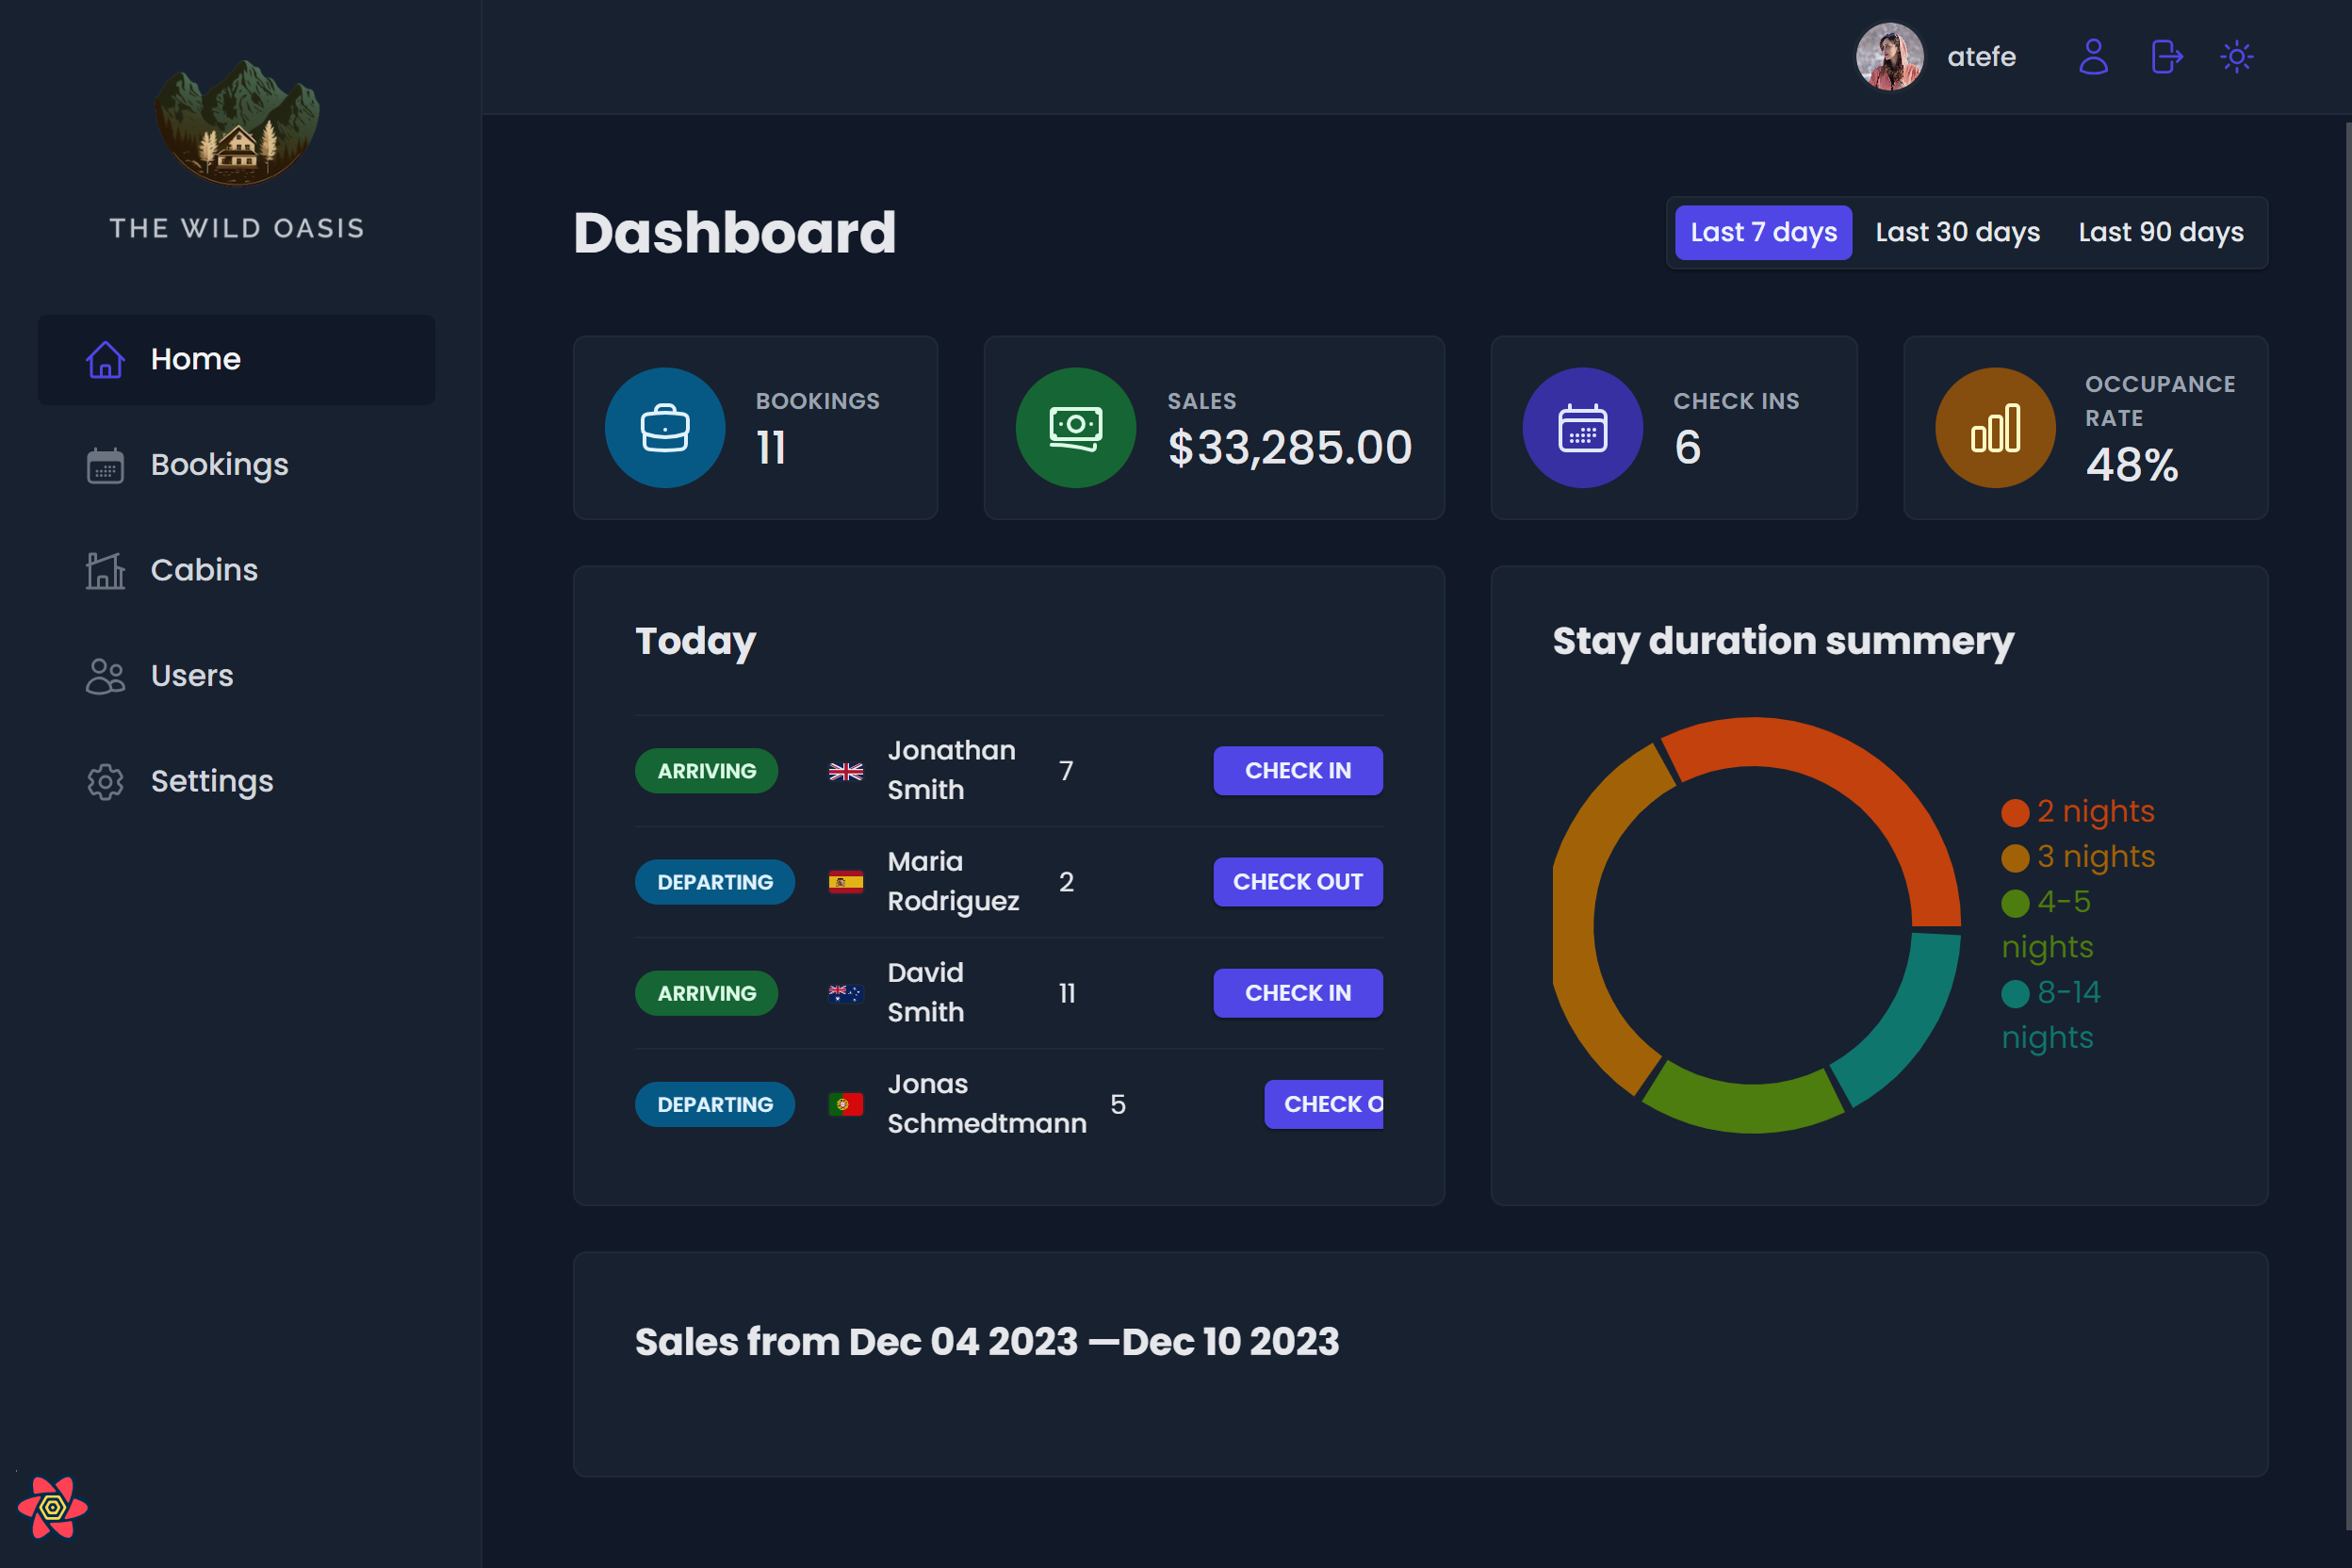 THE WILD OASIS
Home
Bookings
Cabins
Users
Settings
atefe
Dashboard
Last 7 days Last 30 days Last 90 days
BOOKINGS
11
SALES
$33,285.00
CHECK INS
6
OCCUPANCE
RATE
48%
Today
ARRIVING Jonathan
Smith 7 CHECK IN
DEPARTING Maria
Rodriguez 2 CHECK OUT
ARRIVING David
Smith 11 CHECK IN
DEPARTING Jonas
Schmedtmann 5 CHECK O
Stay duration summery
2 nights
3 nights
4-5
nights
8-14
nights
Sales from Dec 04 2023 —Dec 10 2023